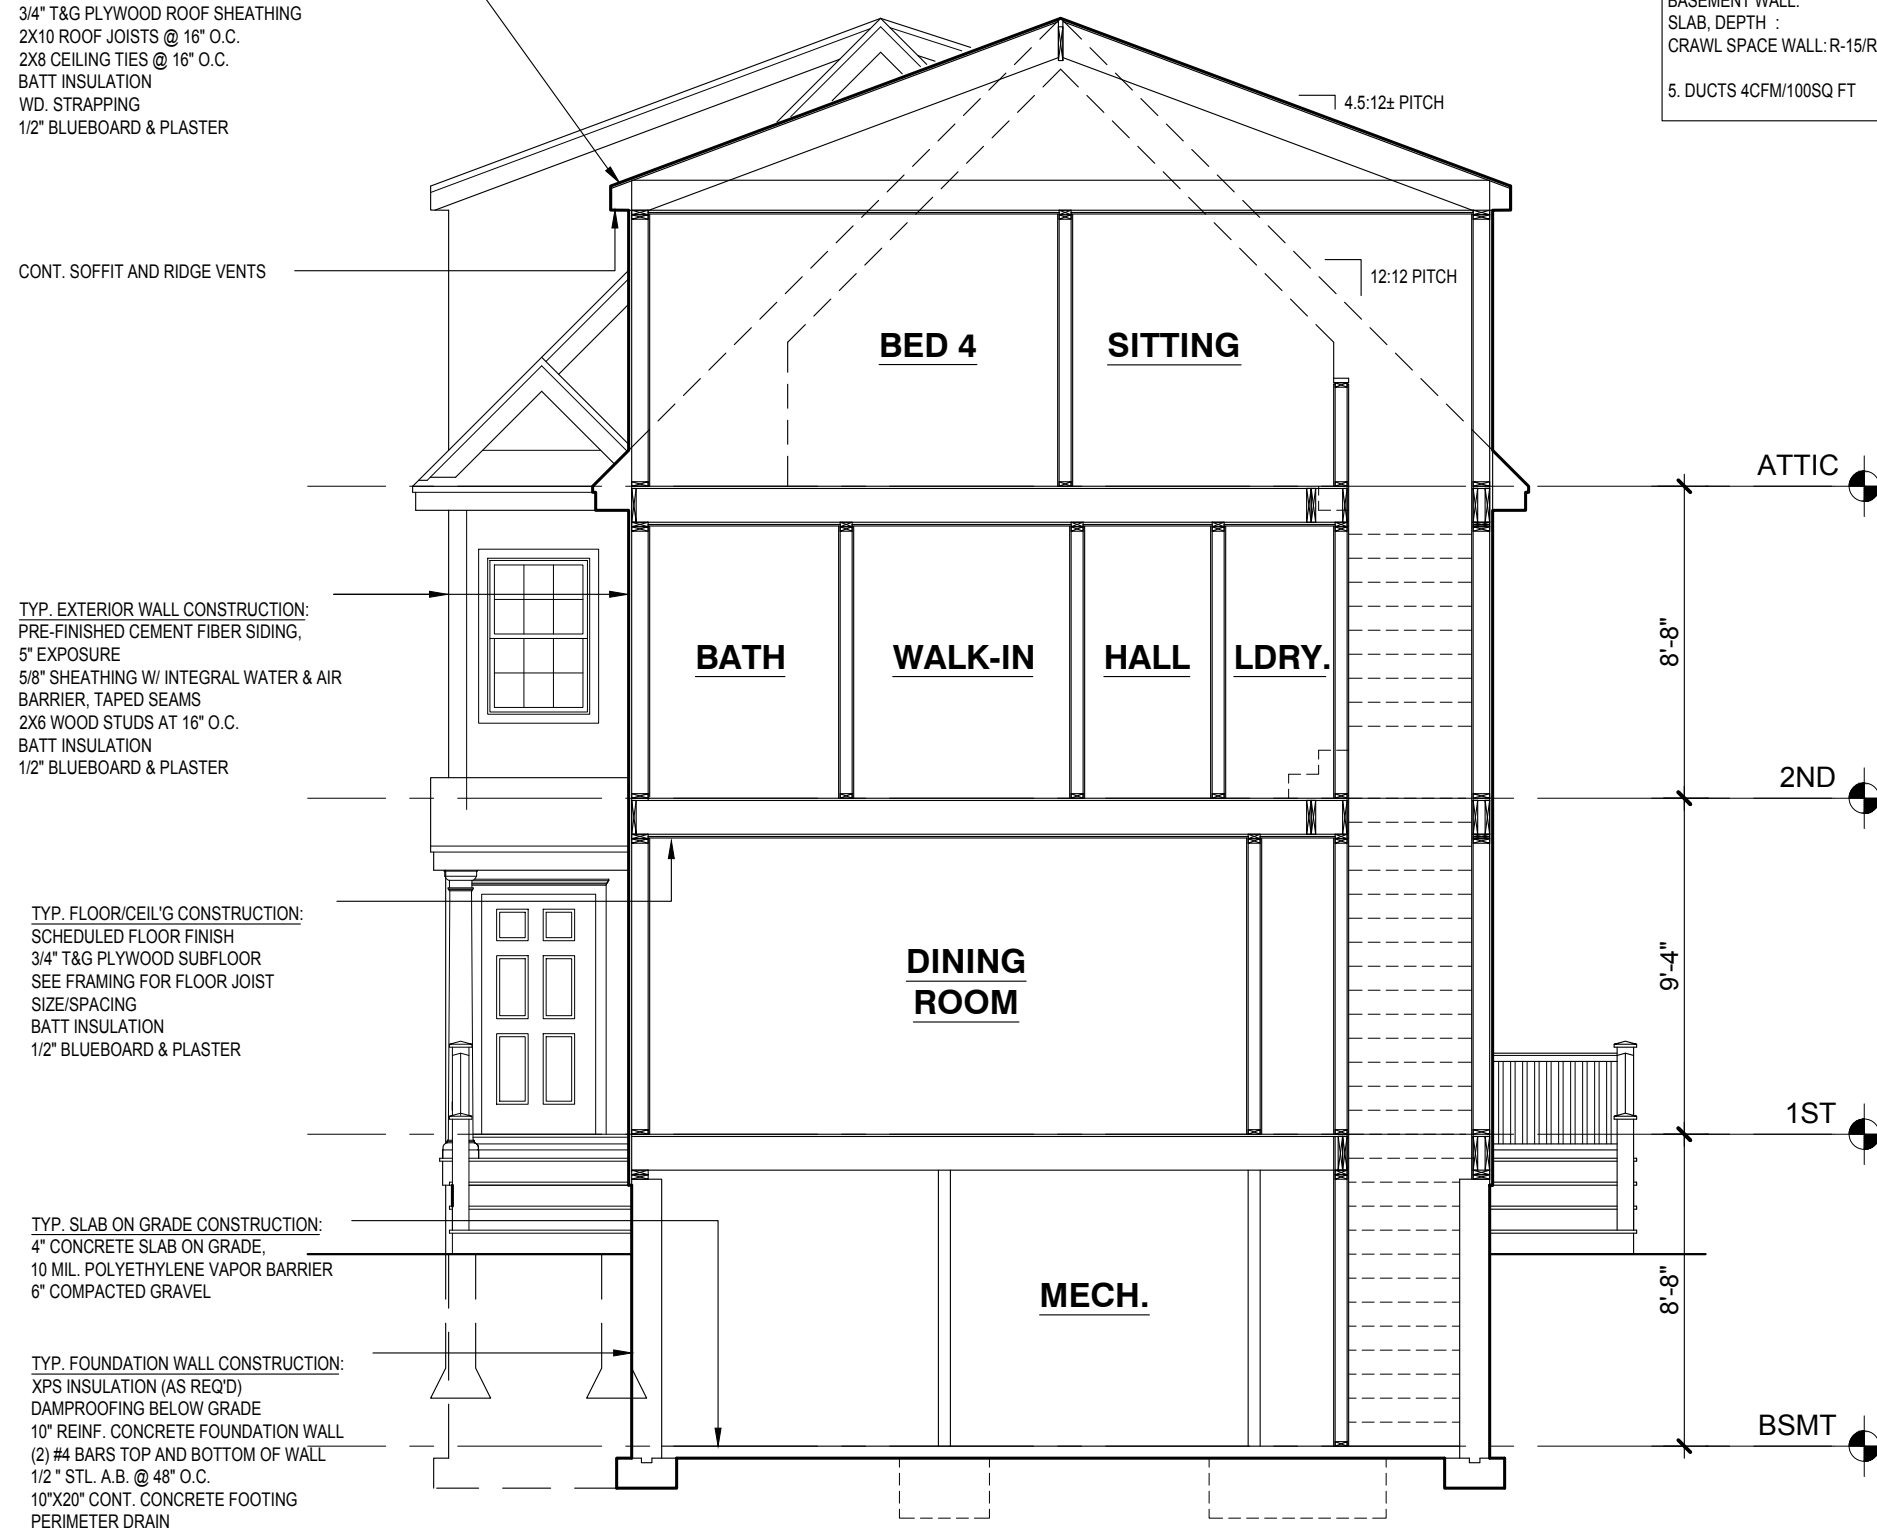 3/4" T&G PLYWOOD ROOF SHEATHING
2X10 ROOF JOISTS @ 16" O.C.
2X8 CEILING TIES @ 16" O.C.
BATT INSULATION
WD. STRAPPING
1/2" BLUEBOARD & PLASTER
BASEMENT WALL:
SLAB, DEPTH :
CRAWL SPACE WALL: R-15/R
5. DUCTS 4CFM/100SQ FT
4.5:12± PITCH
CONT. SOFFIT AND RIDGE VENTS
12:12 PITCH
BED 4
SITTING
ATTIC
TYP. EXTERIOR WALL CONSTRUCTION:
PRE-FINISHED CEMENT FIBER SIDING,
5" EXPOSURE
5/8" SHEATHING W/ INTEGRAL WATER & AIR
BARRIER, TAPED SEAMS
2X6 WOOD STUDS AT 16" O.C.
BATT INSULATION
1/2" BLUEBOARD & PLASTER
BATH
WALK-IN
HALL
LDRY.
8'-8"
2ND
TYP. FLOOR/CEIL'G CONSTRUCTION:
SCHEDULED FLOOR FINISH
3/4" T&G PLYWOOD SUBFLOOR
SEE FRAMING FOR FLOOR JOIST
SIZE/SPACING
BATT INSULATION
1/2" BLUEBOARD & PLASTER
DINING
ROOM
9'-4"
1ST
TYP. SLAB ON GRADE CONSTRUCTION:
4" CONCRETE SLAB ON GRADE,
10 MIL. POLYETHYLENE VAPOR BARRIER
6" COMPACTED GRAVEL
MECH.
8'-8"
TYP. FOUNDATION WALL CONSTRUCTION:
XPS INSULATION (AS REQ'D)
DAMPROOFING BELOW GRADE
10" REINF. CONCRETE FOUNDATION WALL
(2) #4 BARS TOP AND BOTTOM OF WALL
1/2 " STL. A.B. @ 48" O.C.
10"X20" CONT. CONCRETE FOOTING
PERIMETER DRAIN
BSMT